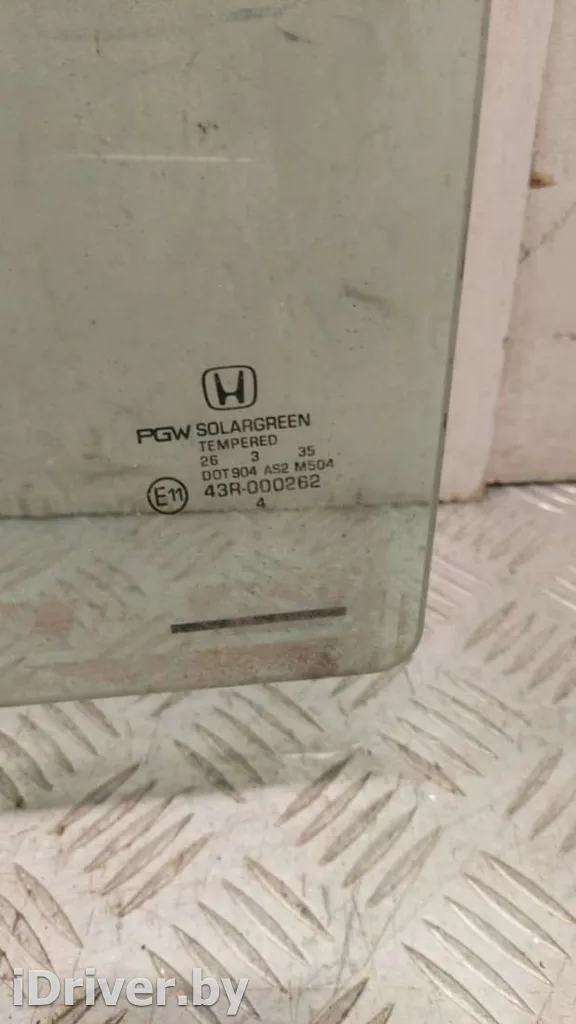 PGW SOLARGREEN
TEMPERED
26 3 35
DOT904 AS2 M504
E11 43R-000262
4
iDriver.by